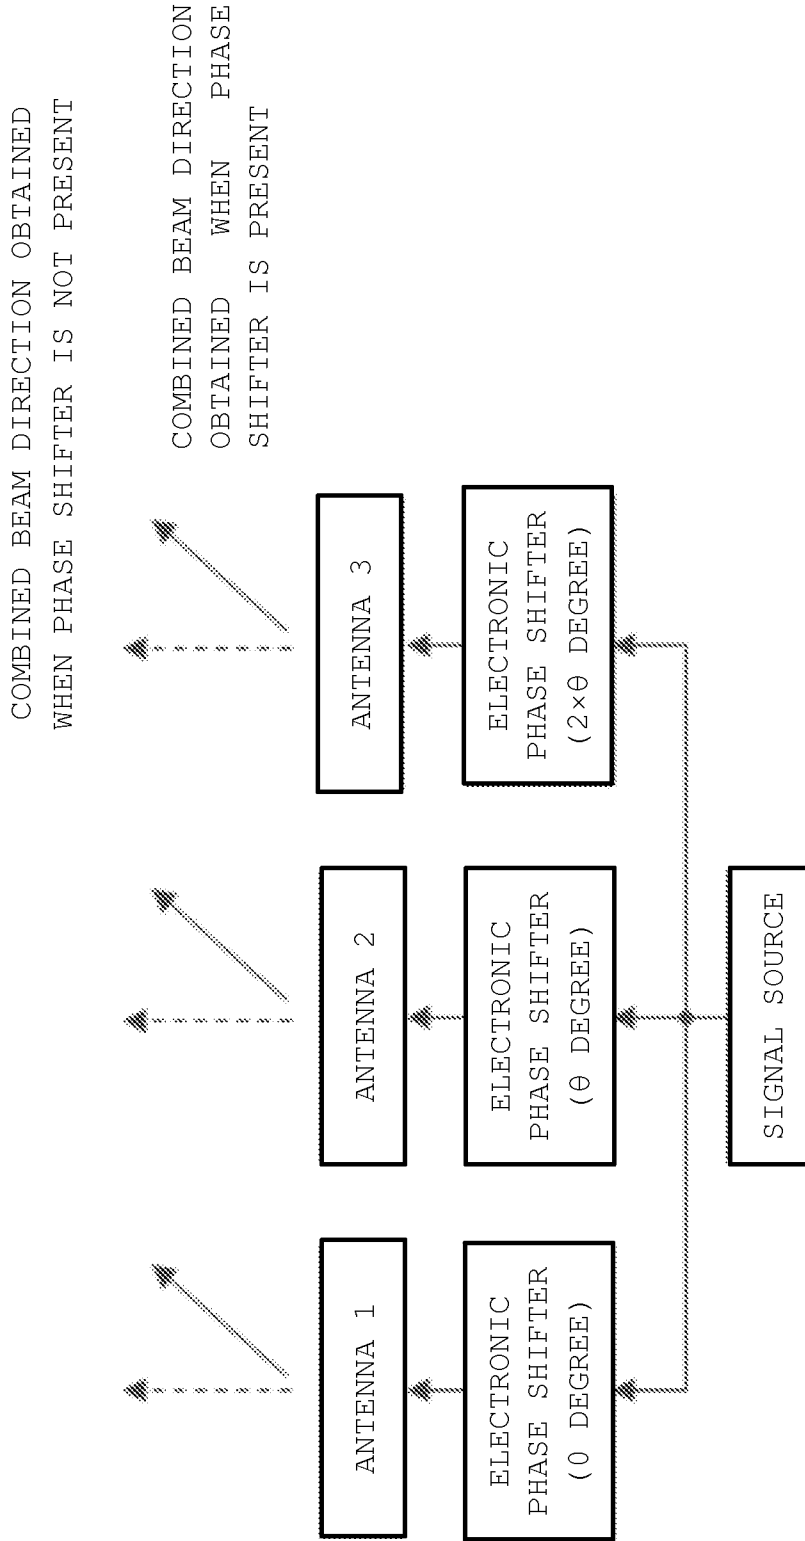 COMBINED BEAM DIRECTION OBTAINED
WHEN PHASE SHIFTER IS NOT PRESENT
COMBINED BEAM DIRECTION
OBTAINED WHEN PHASE
SHIFTER IS PRESENT
ANTENNA 1
ANTENNA 2
ANTENNA 3
ELECTRONIC
PHASE SHIFTER
(0 DEGREE)
ELECTRONIC
PHASE SHIFTER
(θ DEGREE)
ELECTRONIC
PHASE SHIFTER
(2×θ DEGREE)
SIGNAL SOURCE